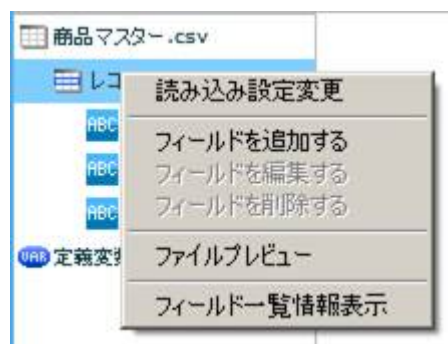 商品マスター.csv
レコ
読み込み設定変更
ABC
フィールドを追加する
ABC
フィールドを編集する
ABC
フィールドを削除する
VAR 定義変数
ファイルプレビュー
フィールド一覧情報表示